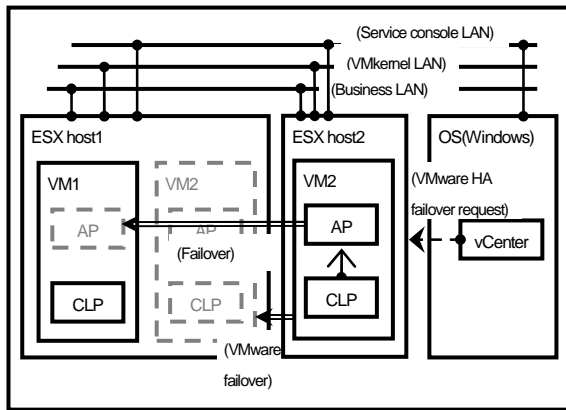 (Service console LAN)
(VMkernel LAN)
(Business LAN)
ESX host1
ESX host2
OS(Windows)
VM1
VM2
VM2
(VMware HA
failover request)
AP
AP
AP
vCenter
(Failover)
CLP
CLP
CLP
(VMware
failover)